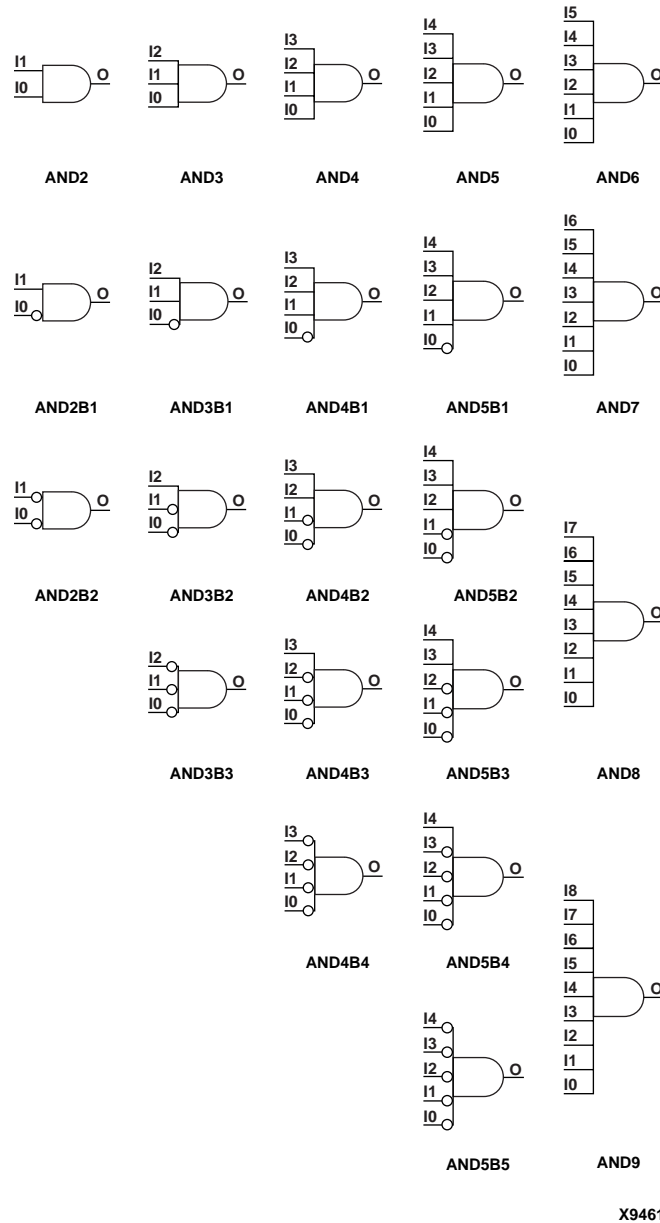 I1
I0
O
AND2
I2
I1
I0
O
AND3
I3
I2
I1
I0
O
AND4
I4
I3
I2
I1
I0
O
AND5
I5
I4
I3
I2
I1
I0
O
AND6
I1
I0
O
AND2B1
I2
I1
I0
O
AND3B1
I3
I2
I1
I0
O
AND4B1
I4
I3
I2
I1
I0
O
AND5B1
I6
I5
I4
I3
I2
I1
I0
O
AND7
I1
I0
O
AND2B2
I2
I1
I0
O
AND3B2
I3
I2
I1
I0
O
AND4B2
I4
I3
I2
I1
I0
O
AND5B2
I7
I6
I5
I4
I3
I2
I1
I0
O
AND8
I2
I1
I0
O
AND3B3
I3
I2
I1
I0
O
AND4B3
I4
I3
I2
I1
I0
O
AND5B3
I3
I2
I1
I0
O
AND4B4
I4
I3
I2
I1
I0
O
AND5B4
I8
I7
I6
I5
I4
I3
I2
I1
I0
O
AND9
I4
I3
I2
I1
I0
O
AND5B5
X9461